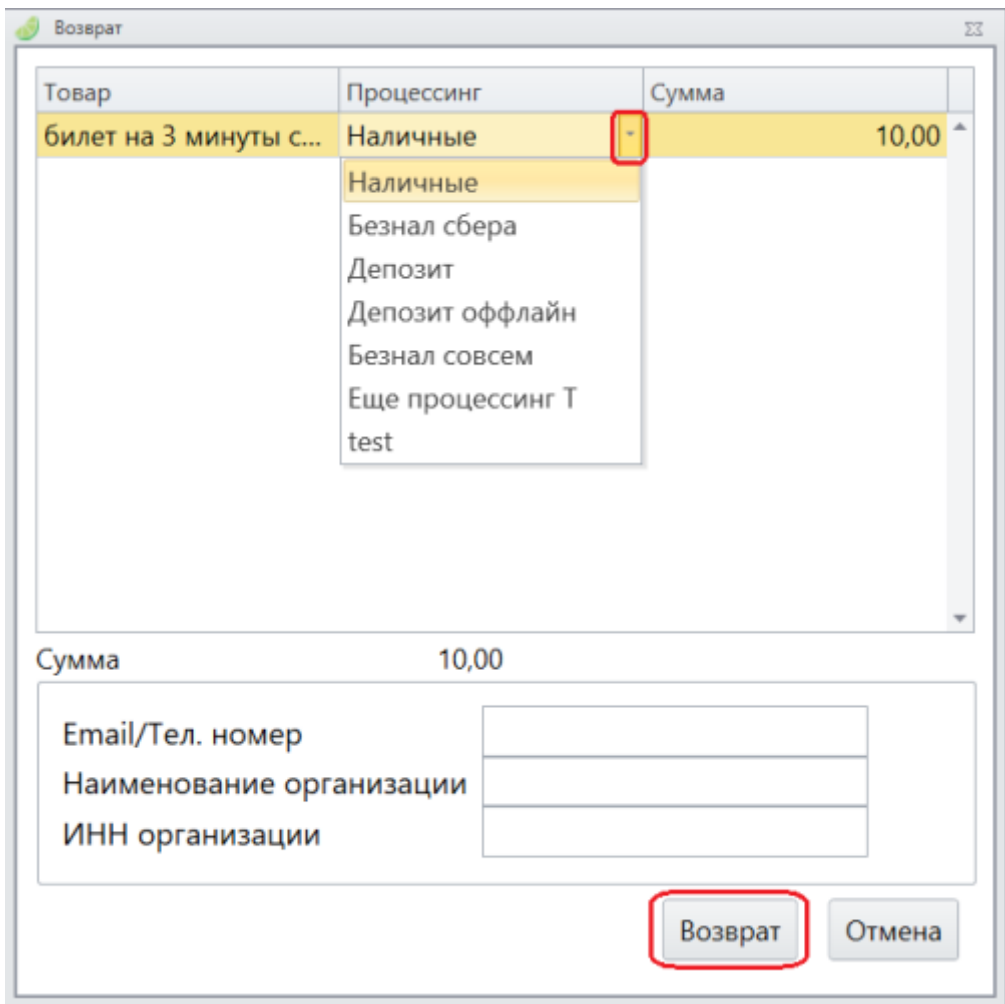 Возврат
Товар Процессинг Сумма
билет на 3 минуты с... Наличные 10,00
Наличные
Безнал сбера
Депозит
Депозит оффлайн
Безнал совсем
Еще процессинг Т
test
Сумма 10,00
Email/Тел. номер
Наименование организации
ИНН организации
Возврат Отмена